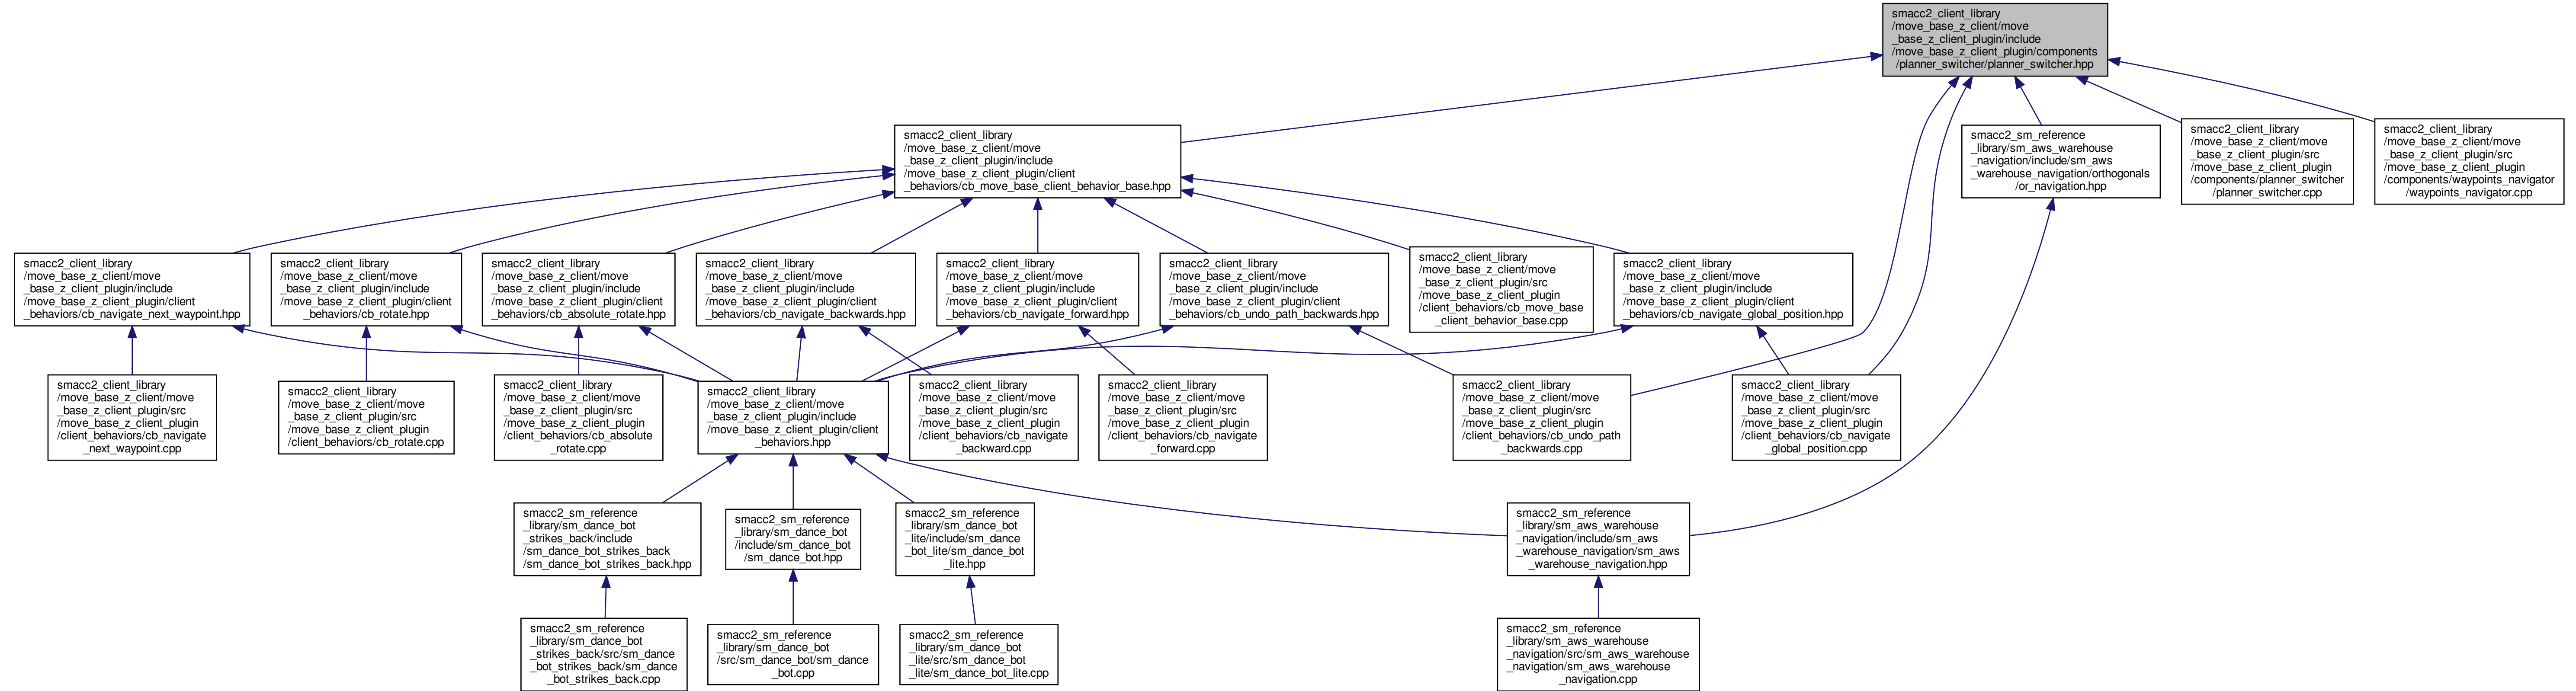 smacc2_client_library
/move_base_z_client/move
_base_z_client_plugin/include
/move_base_z_client_plugin/components
/planner_switcher/planner_switcher.hpp
smacc2_client_library
/move_base_z_client/move
_base_z_client_plugin/include
/move_base_z_client_plugin/client
_behaviors/cb_move_base_client_behavior_base.hpp
smacc2_sm_reference
_library/sm_aws_warehouse
_navigation/include/sm_aws
_warehouse_navigation/orthogonals
/or_navigation.hpp
smacc2_client_library
/move_base_z_client/move
_base_z_client_plugin/src
/move_base_z_client_plugin
/components/planner_switcher
/planner_switcher.cpp
smacc2_client_library
/move_base_z_client/move
_base_z_client_plugin/src
/move_base_z_client_plugin
/components/waypoints_navigator
/waypoints_navigator.cpp
smacc2_client_library
/move_base_z_client/move
_base_z_client_plugin/include
/move_base_z_client_plugin/client
_behaviors/cb_navigate_next_waypoint.hpp
smacc2_client_library
/move_base_z_client/move
_base_z_client_plugin/include
/move_base_z_client_plugin/client
_behaviors/cb_rotate.hpp
smacc2_client_library
/move_base_z_client/move
_base_z_client_plugin/include
/move_base_z_client_plugin/client
_behaviors/cb_absolute_rotate.hpp
smacc2_client_library
/move_base_z_client/move
_base_z_client_plugin/include
/move_base_z_client_plugin/client
_behaviors/cb_navigate_backwards.hpp
smacc2_client_library
/move_base_z_client/move
_base_z_client_plugin/include
/move_base_z_client_plugin/client
_behaviors/cb_navigate_forward.hpp
smacc2_client_library
/move_base_z_client/move
_base_z_client_plugin/include
/move_base_z_client_plugin/client
_behaviors/cb_undo_path_backwards.hpp
smacc2_client_library
/move_base_z_client/move
_base_z_client_plugin/src
/move_base_z_client_plugin
/client_behaviors/cb_move_base
_client_behavior_base.cpp
smacc2_client_library
/move_base_z_client/move
_base_z_client_plugin/include
/move_base_z_client_plugin/client
_behaviors/cb_navigate_global_position.hpp
smacc2_client_library
/move_base_z_client/move
_base_z_client_plugin/src
/move_base_z_client_plugin
/client_behaviors/cb_navigate
_next_waypoint.cpp
smacc2_client_library
/move_base_z_client/move
_base_z_client_plugin/src
/move_base_z_client_plugin
/client_behaviors/cb_rotate.cpp
smacc2_client_library
/move_base_z_client/move
_base_z_client_plugin/src
/move_base_z_client_plugin
/client_behaviors/cb_absolute
_rotate.cpp
smacc2_client_library
/move_base_z_client/move
_base_z_client_plugin/include
/move_base_z_client_plugin/client
_behaviors.hpp
smacc2_client_library
/move_base_z_client/move
_base_z_client_plugin/src
/move_base_z_client_plugin
/client_behaviors/cb_navigate
_backward.cpp
smacc2_client_library
/move_base_z_client/move
_base_z_client_plugin/src
/move_base_z_client_plugin
/client_behaviors/cb_navigate
_forward.cpp
smacc2_client_library
/move_base_z_client/move
_base_z_client_plugin/src
/move_base_z_client_plugin
/client_behaviors/cb_undo_path
_backwards.cpp
smacc2_client_library
/move_base_z_client/move
_base_z_client_plugin/src
/move_base_z_client_plugin
/client_behaviors/cb_navigate
_global_position.cpp
smacc2_sm_reference
_library/sm_dance_bot
_strikes_back/include
/sm_dance_bot_strikes_back
/sm_dance_bot_strikes_back.hpp
smacc2_sm_reference
_library/sm_dance_bot
/include/sm_dance_bot
/sm_dance_bot.hpp
smacc2_sm_reference
_library/sm_dance_bot
_lite/include/sm_dance
_bot_lite/sm_dance_bot
_lite.hpp
smacc2_sm_reference
_library/sm_aws_warehouse
_navigation/include/sm_aws
_warehouse_navigation/sm_aws
_warehouse_navigation.hpp
smacc2_sm_reference
_library/sm_dance_bot
_strikes_back/src/sm_dance
_bot_strikes_back/sm_dance
_bot_strikes_back.cpp
smacc2_sm_reference
_library/sm_dance_bot
/src/sm_dance_bot/sm_dance
_bot.cpp
smacc2_sm_reference
_library/sm_dance_bot
_lite/src/sm_dance_bot
_lite/sm_dance_bot_lite.cpp
smacc2_sm_reference
_library/sm_aws_warehouse
_navigation/src/sm_aws_warehouse
_navigation/sm_aws_warehouse
_navigation.cpp